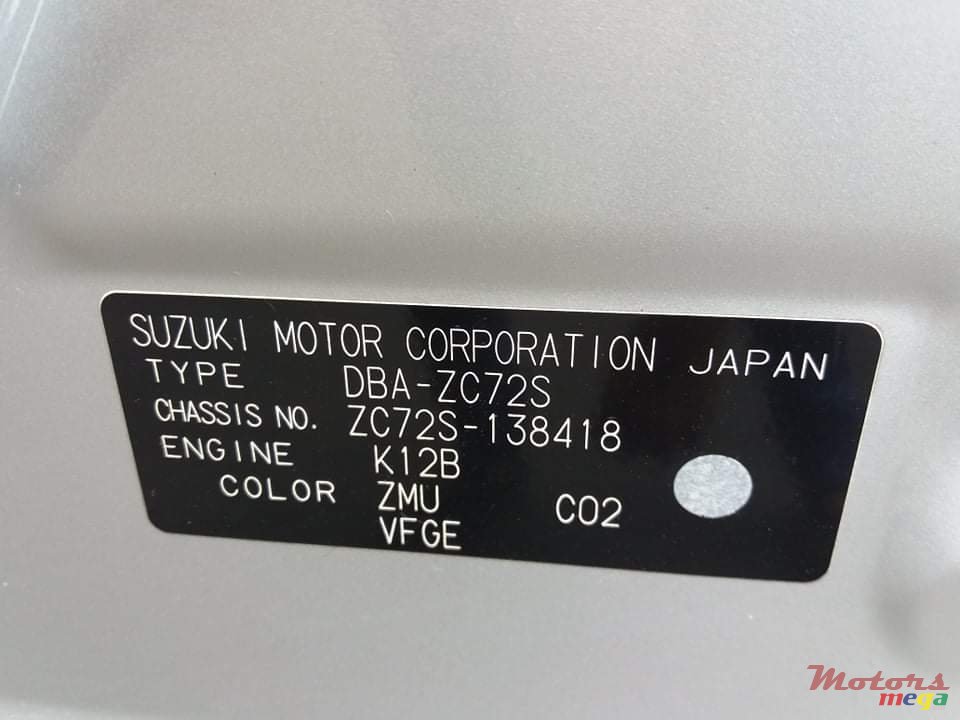 SUZUKI MOTOR CORPORATION JAPAN
TYPE DBA-ZC72S
CHASSIS NO. ZC72S-138418
ENGINE K12B
COLOR ZMU C02
VFGE
Motors
mega